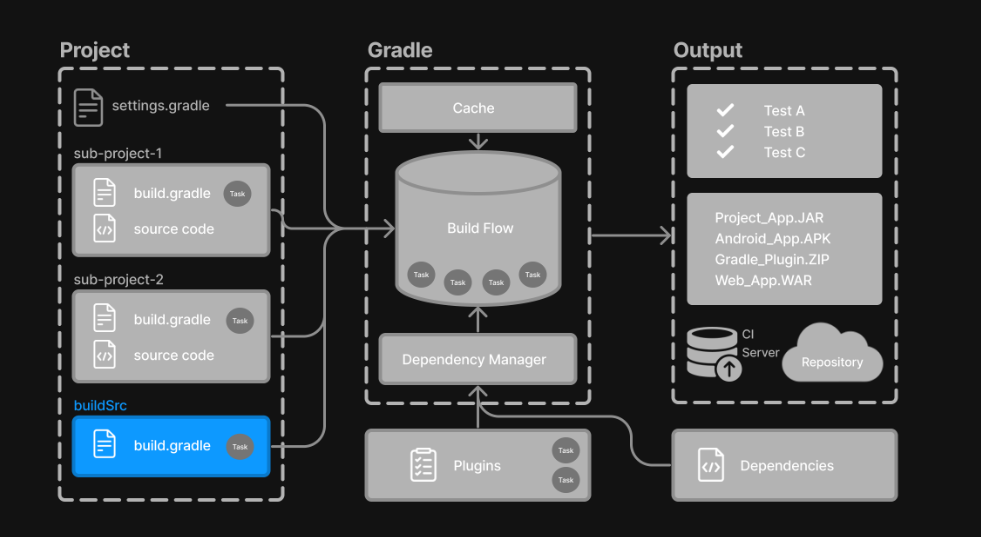 Project
settings.gradle
sub-project-1
build.gradle
Task
source code
sub-project-2
build.gradle
Task
source code
buildSrc
build.gradle
Task
Gradle
Cache
Build Flow
Task
Task
Task
Task
Dependency Manager
Plugins
Task
Task
Output
Test A
Test B
Test C
Project_App.JAR
Android_App.APK
Gradle_Plugin.ZIP
Web_App.WAR
CI
Server
Repository
Dependencies